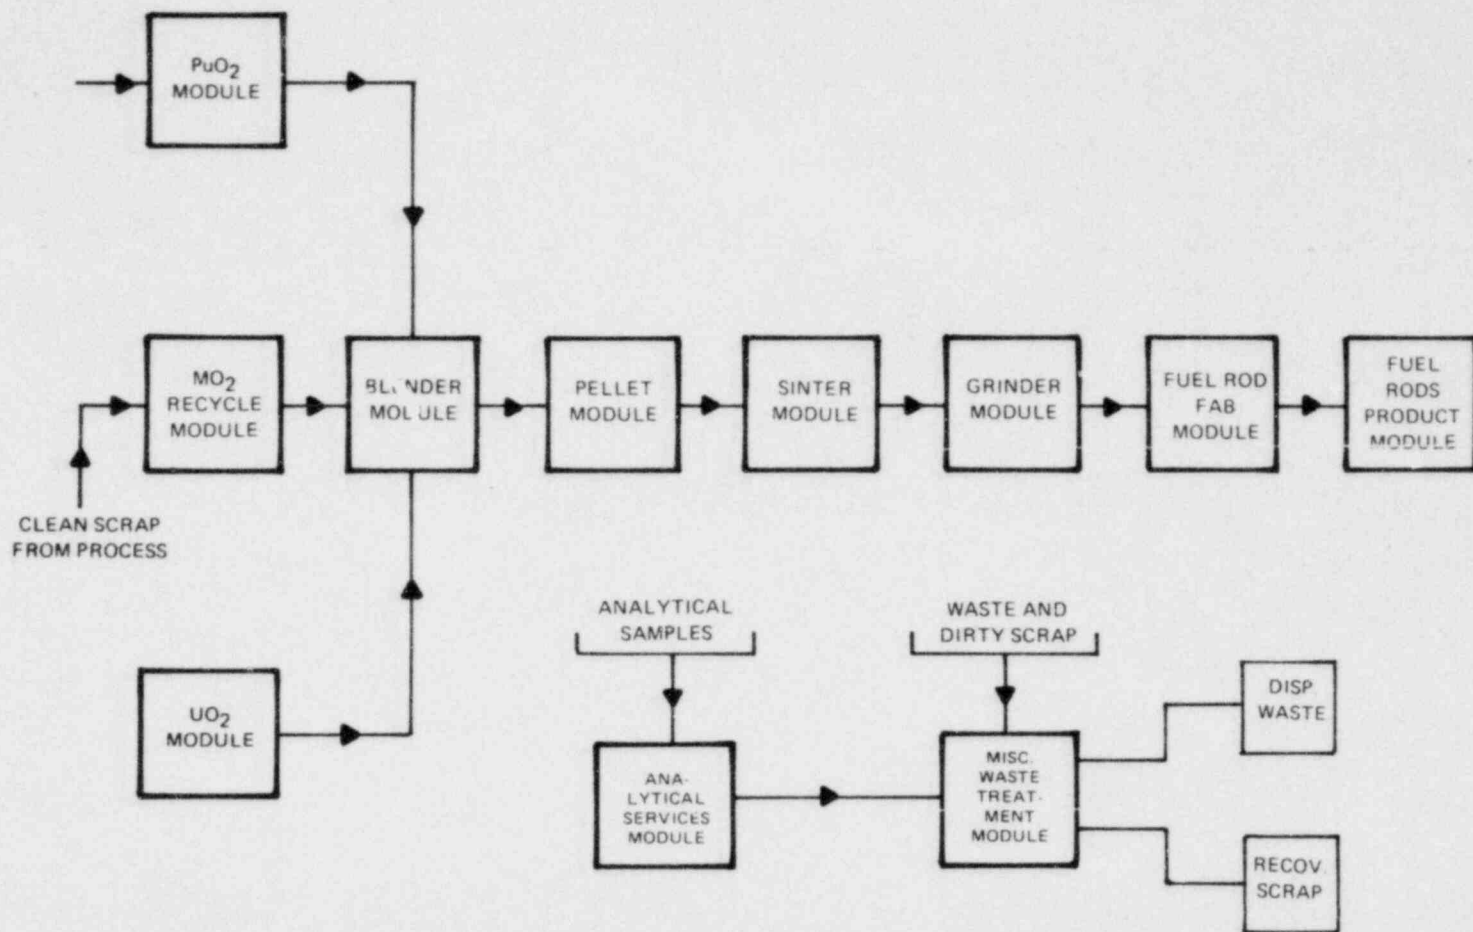 PuO2
MODULE
MO2
RECYCLE
MODULE
BLENDER
MODULE
PELLET
MODULE
SINTER
MODULE
GRINDER
MODULE
FUEL ROD
FAB
MODULE
FUEL
RODS
PRODUCT
MODULE
CLEAN SCRAP
FROM PROCESS
UO2
MODULE
ANALYTICAL
SAMPLES
WASTE AND
DIRTY SCRAP
ANA-
LYTICAL
SERVICES
MODULE
MISC.
WASTE
TREAT-
MENT
MODULE
DISP.
WASTE
RECOV.
SCRAP